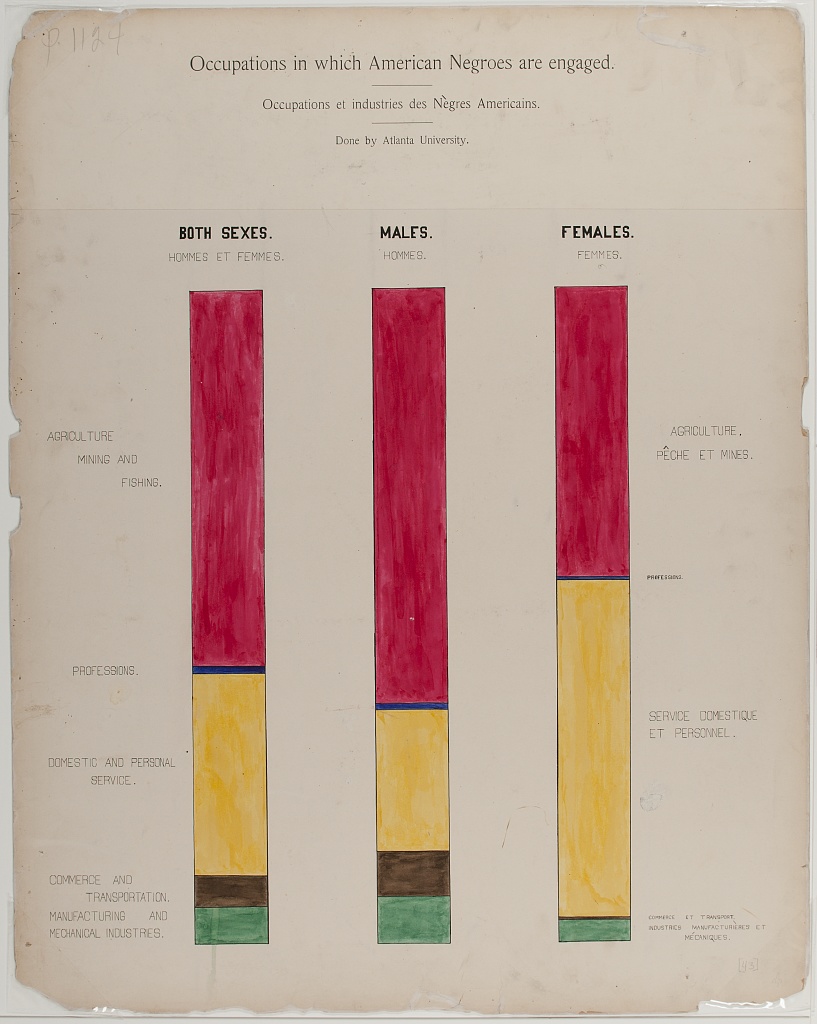 p. 1124
Occupations in which American Negroes are engaged.
Occupations et industries des Nègres Americains.
Done by Atlanta University.
BOTH SEXES.
HOMMES ET FEMMES.
MALES.
HOMMES.
FEMALES.
FEMMES.
AGRICULTURE
MINING AND
FISHING.
AGRICULTURE,
PÊCHE ET MINES.
PROFESSIONS.
PROFESSIONS.
DOMESTIC AND PERSONAL
SERVICE.
SERVICE DOMESTIQUE
ET PERSONNEL.
COMMERCE AND
TRANSPORTATION.
MANUFACTURING AND
MECHANICAL INDUSTRIES.
COMMERCE ET TRANSPORT.
INDUSTRIES MANUFACTURIÈRES ET
MÉCANIQUES.